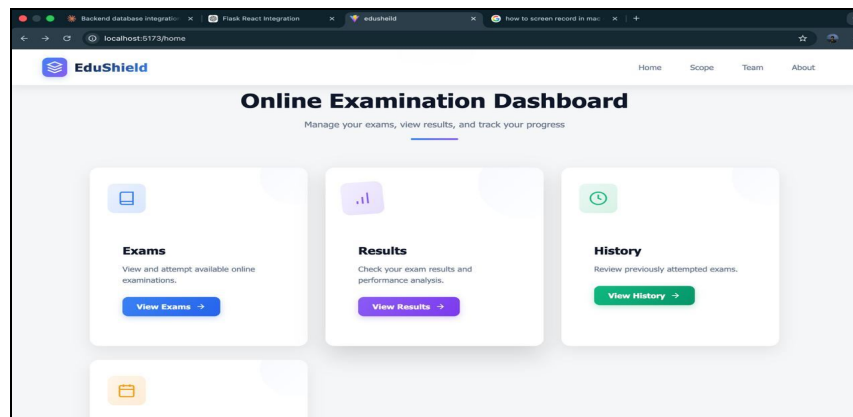 Backend database integration
Flask React Integration
edusheild
how to screen record in mac
localhost:5173/home
EduShield
Home
Scope
Team
About
Online Examination Dashboard
Manage your exams, view results, and track your progress
Exams
View and attempt available online
examinations.
View Exams →
Results
Check your exam results and
performance analysis.
View Results →
History
Review previously attempted exams.
View History →